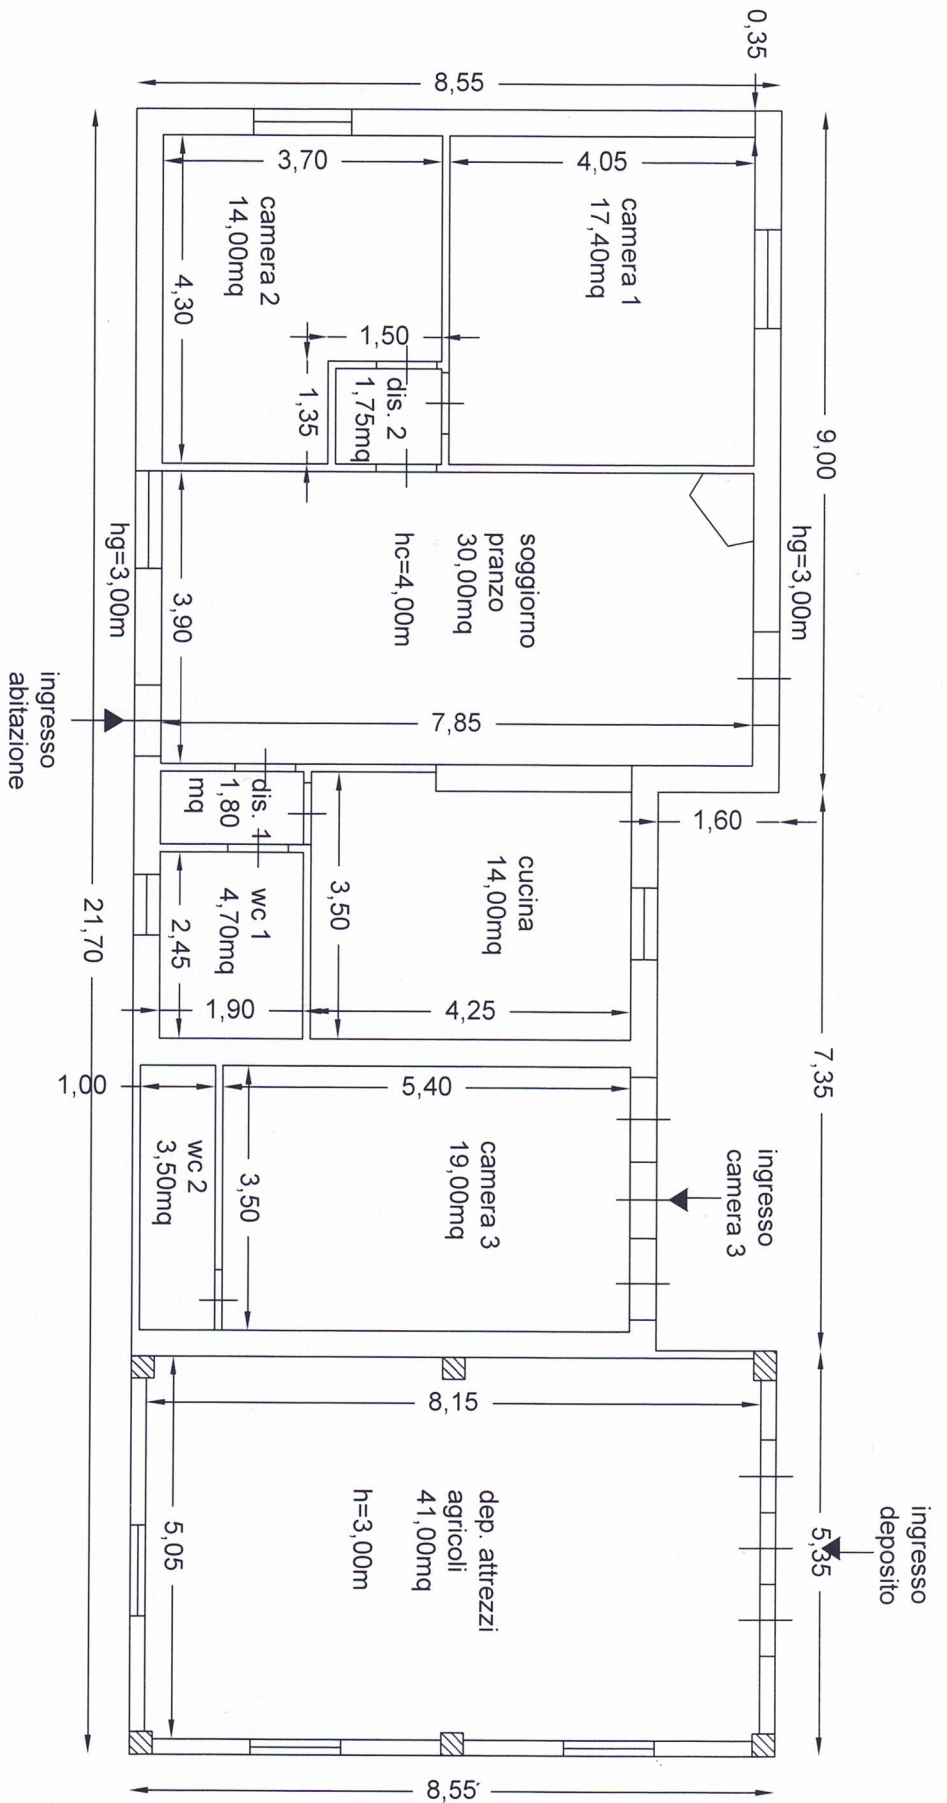 0,35
8,55
9,00
3,70
4,05
camera 1
17,40mq
camera 2
14,00mq
4,30
1,50
1,35
dis. 2
1,75mq
hg=3,00m
hg=3,00m
soggiorno
pranzo
30,00mq
hc=4,00m
3,90
7,85
ingresso
abitazione
dis. 1
1,80
mq
1,60
cucina
14,00mq
3,50
4,25
wc 1
4,70mq
2,45
1,90
21,70
7,35
1,00
5,40
wc 2
3,50mq
3,50
camera 3
19,00mq
ingresso
camera 3
8,15
dep. attrezzi
agricoli
41,00mq
h=3,00m
5,05
5,35
ingresso
deposito
8,55